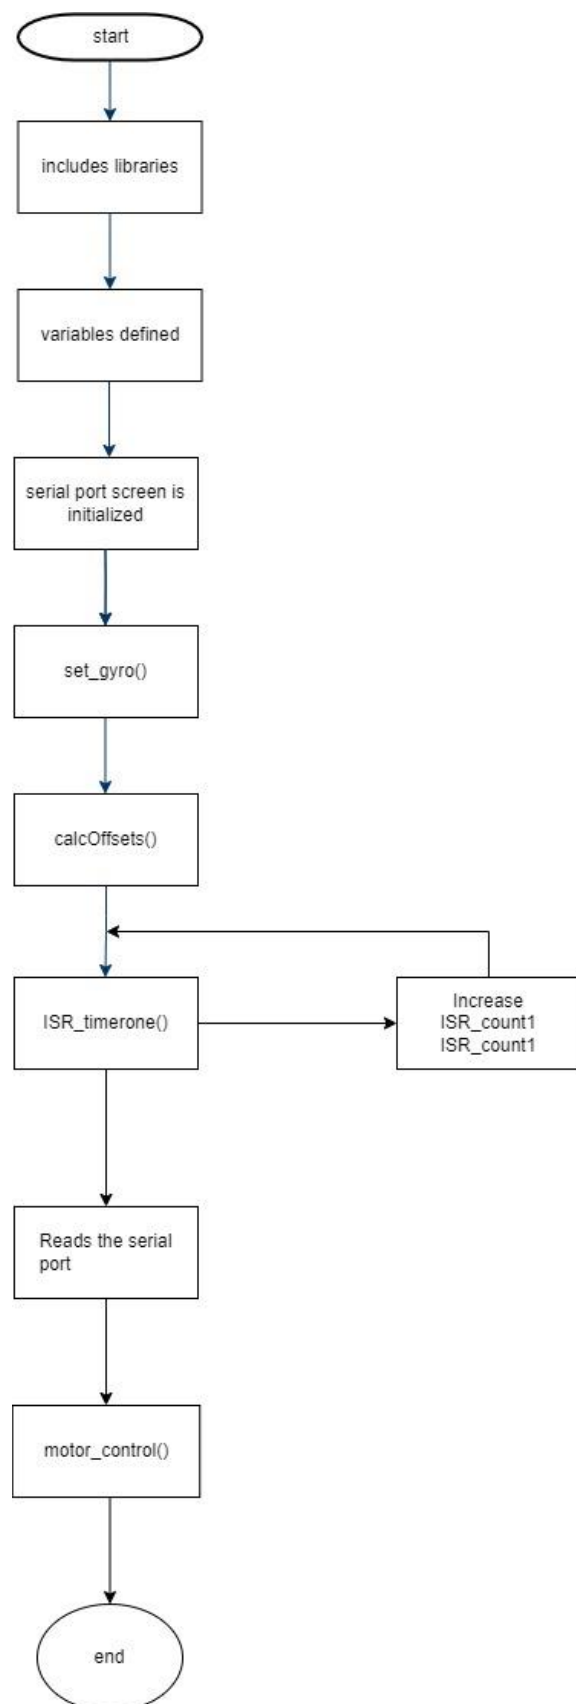 start
includes libraries
variables defined
serial port screen is
initialized
set_gyro()
calcOffsets()
ISR_timerone()
Increase
ISR_count1
ISR_count1
Reads the serial
port
motor_control()
end